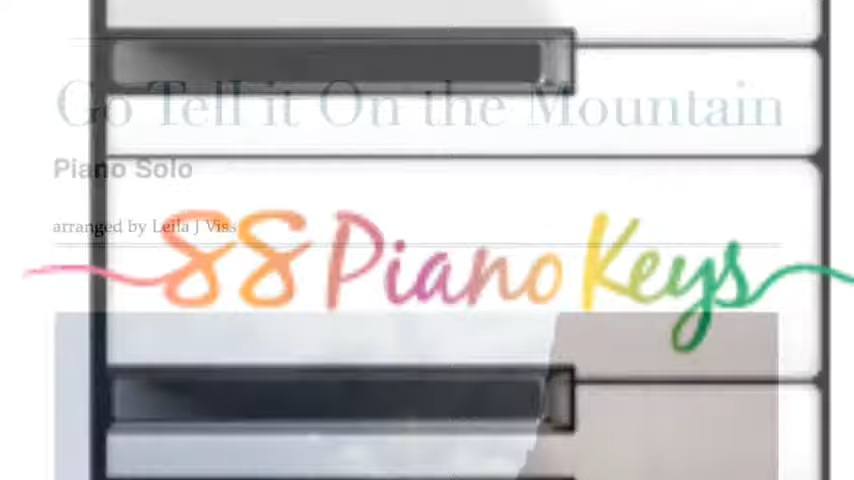 Go Tell it On the Mountain
Piano Solo
arranged by Leila J Viss
88 Piano Keys